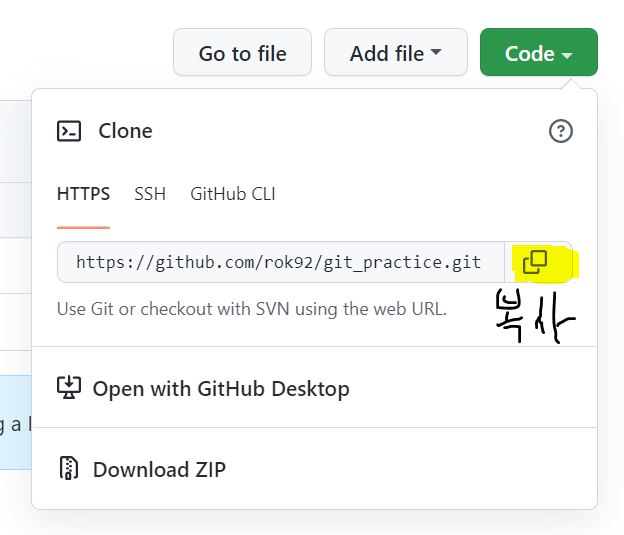 Go to file Add file Code
Clone
HTTPS SSH GitHub CLI
https://github.com/rok92/git_practice.git
Use Git or checkout with SVN using the web URL.
복사
Open with GitHub Desktop
g a
Download ZIP